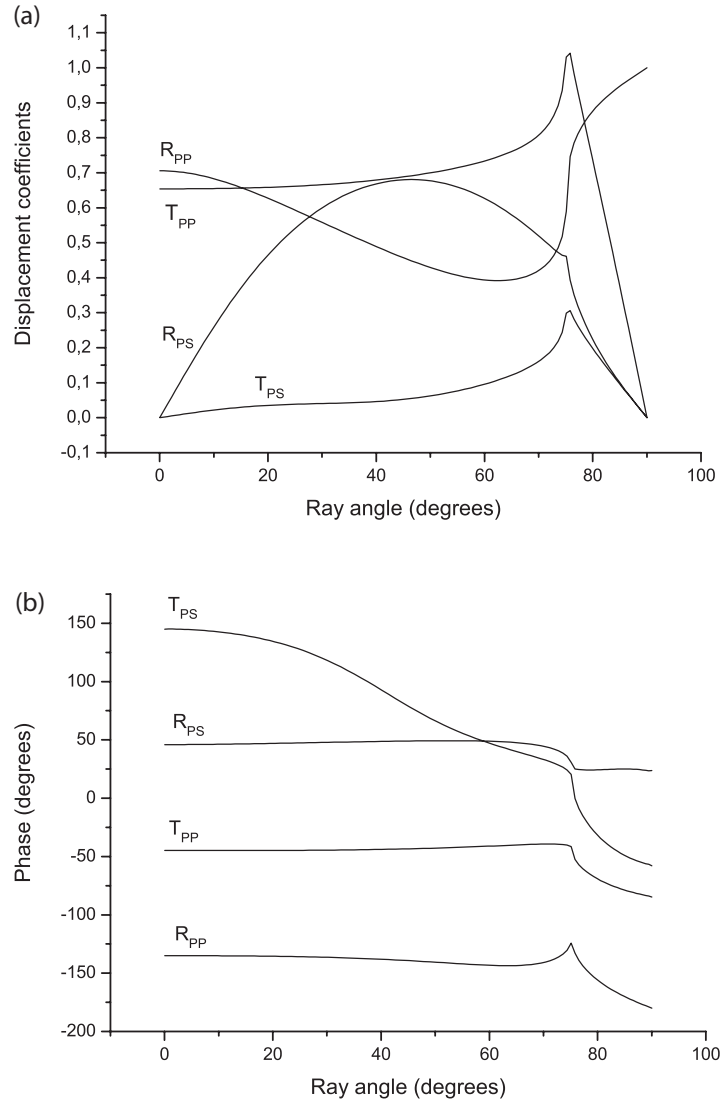 (a)
1,1
1,0
0,9
0,8
0,7
0,6
0,5
0,4
0,3
0,2
0,1
0,0
-0,1
Displacement coefficients
R_PP
T_PP
R_PS
T_PS
0 20 40 60 80 100
Ray angle (degrees)
(b)
150
100
50
0
-50
-100
-150
-200
Phase (degrees)
T_PS
R_PS
T_PP
R_PP
0 20 40 60 80 100
Ray angle (degrees)